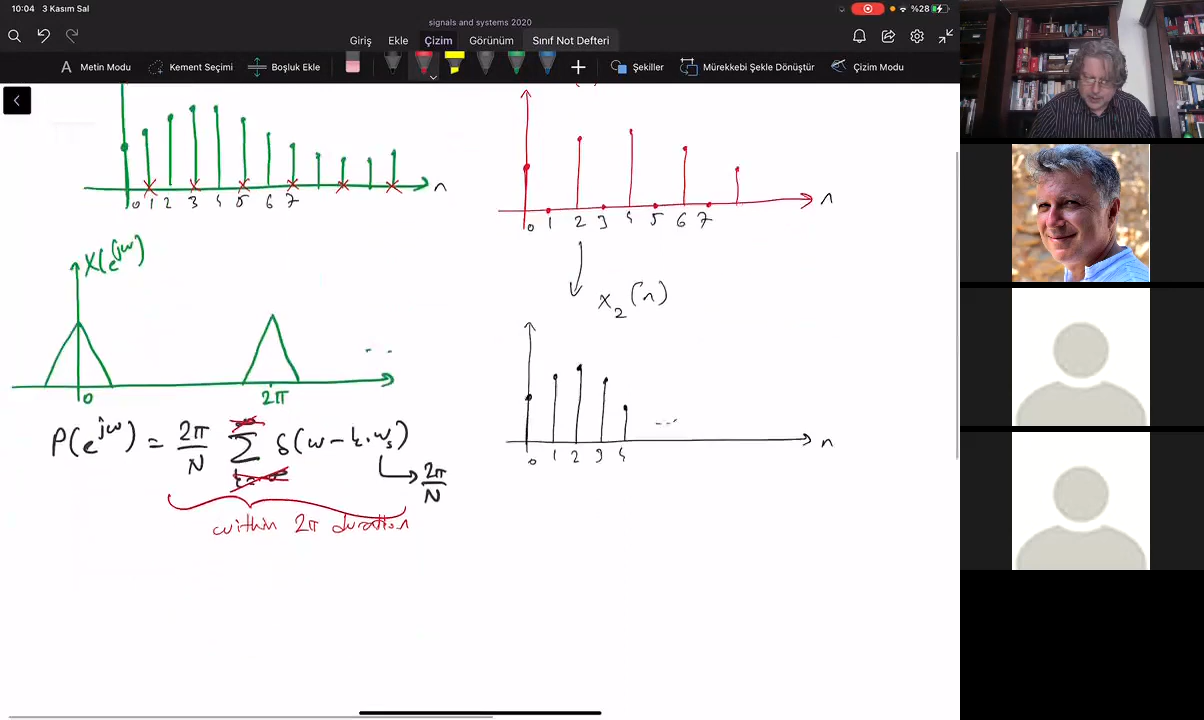 10:04 3 Kasım Sal
%28
signals and systems 2020
Giriş Ekle Çizim Görünüm Sınıf Not Defteri
Metin Modu Kement Seçimi Boşluk Ekle Şekiller Mürekkebi Şekle Dönüştür Çizim Modu
0 1 2 3 4 5 6 7 n
0 1 2 3 4 5 6 7 n
X(e^{jω})
0 2π
x₂(n)
P(e^{jω}) = 2π/N Σ δ(ω - k·ωs)
2π/N
within 2π duration
0 1 2 3 4 n